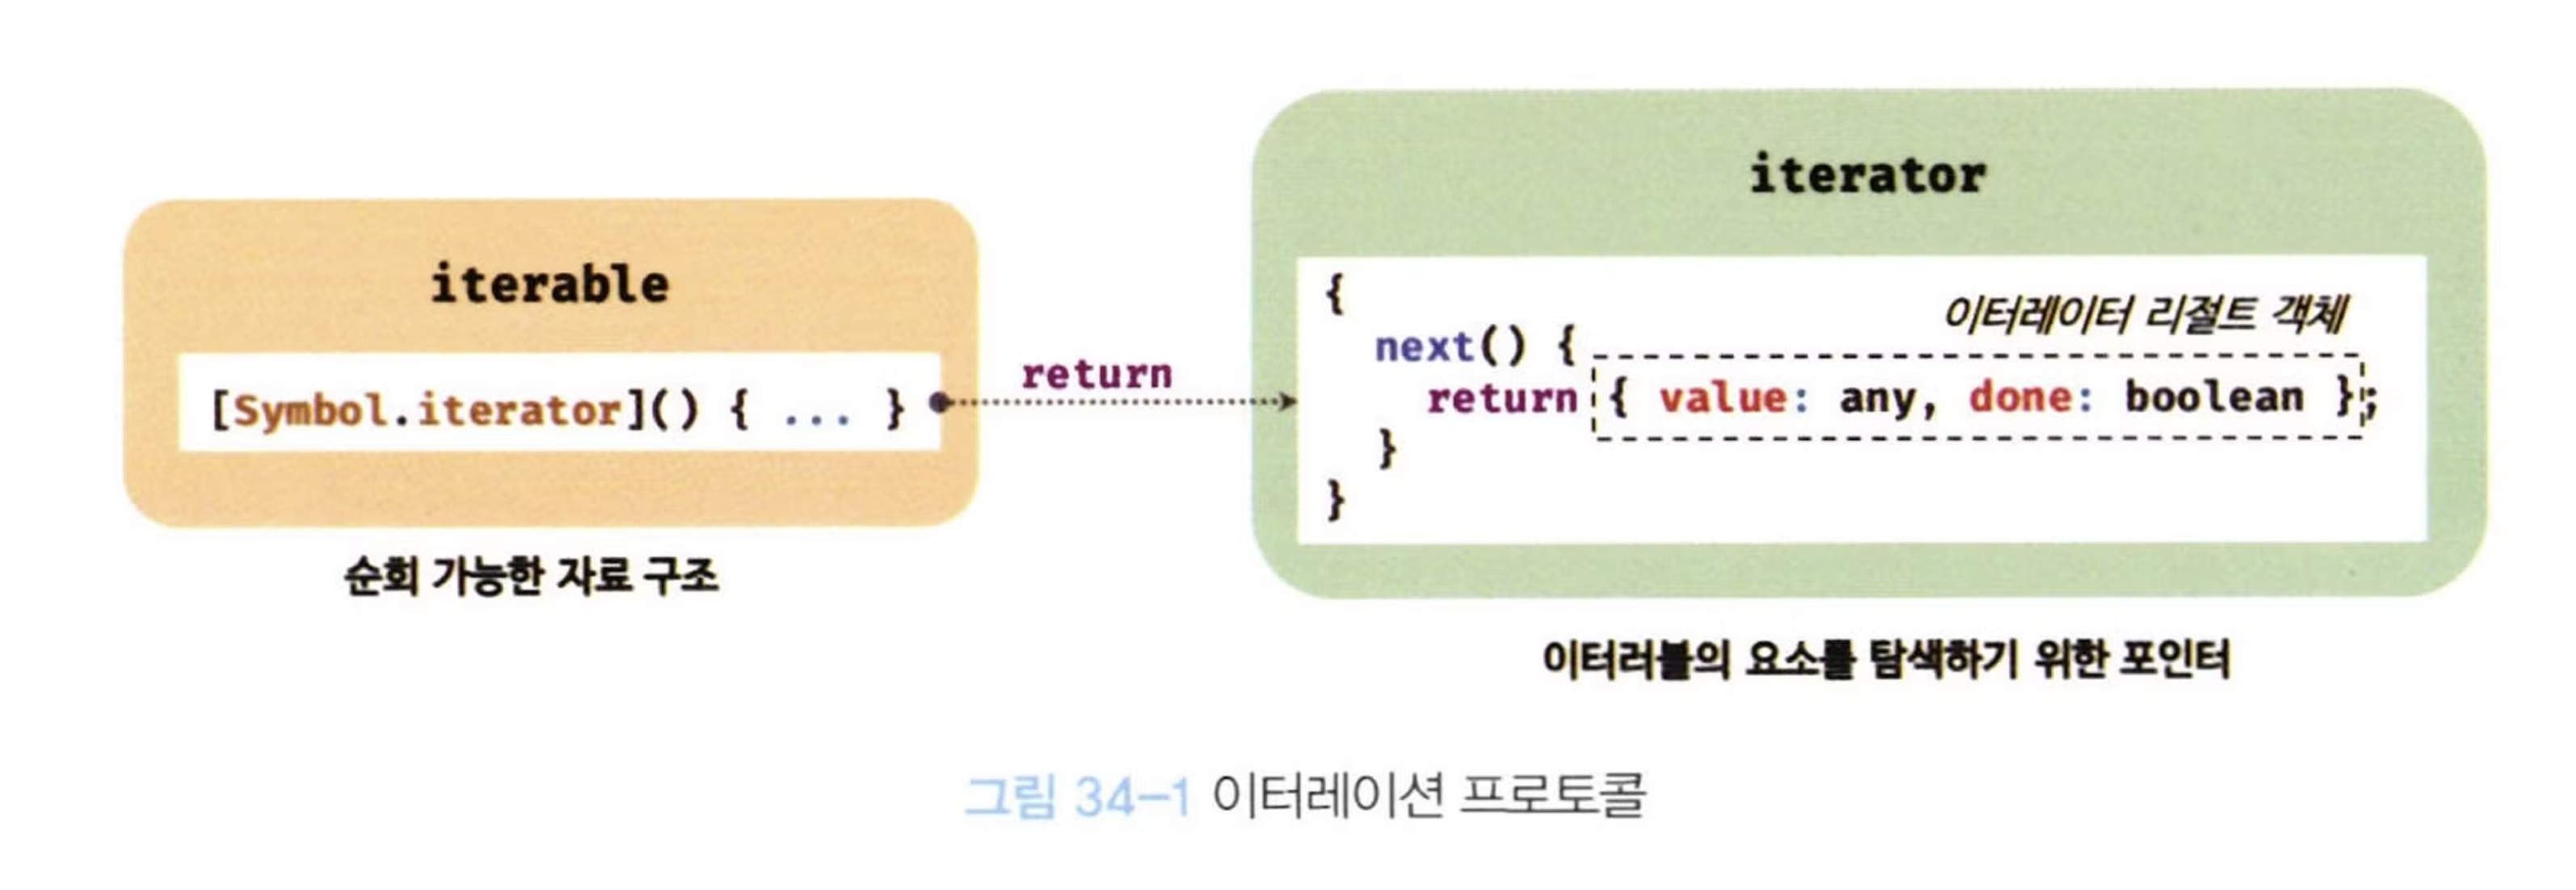 iterable
[Symbol.iterator]() { ... }
순회 가능한 자료 구조
return
iterator
{
이터레이터 리절트 객체
next() {
return { value: any, done: boolean };
}
}
이터러블의 요소를 탐색하기 위한 포인터
그림 34-1 이터레이션 프로토콜